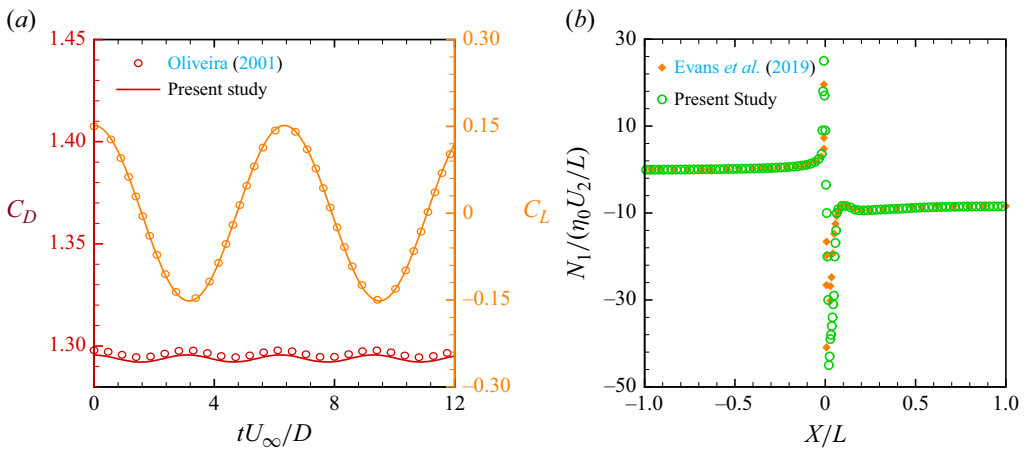 (a)
1.45
1.40
1.35
1.30
C_D
Oliveira (2001)
Present study
0.30
0.15
0
−0.15
−0.30
C_L
0 4 8 12
tU_∞/D
(b)
30
10
−10
−30
−50
N_1/(η_0U_2/L)
Evans et al. (2019)
Present Study
−1.0 −0.5 0 0.5 1.0
X/L